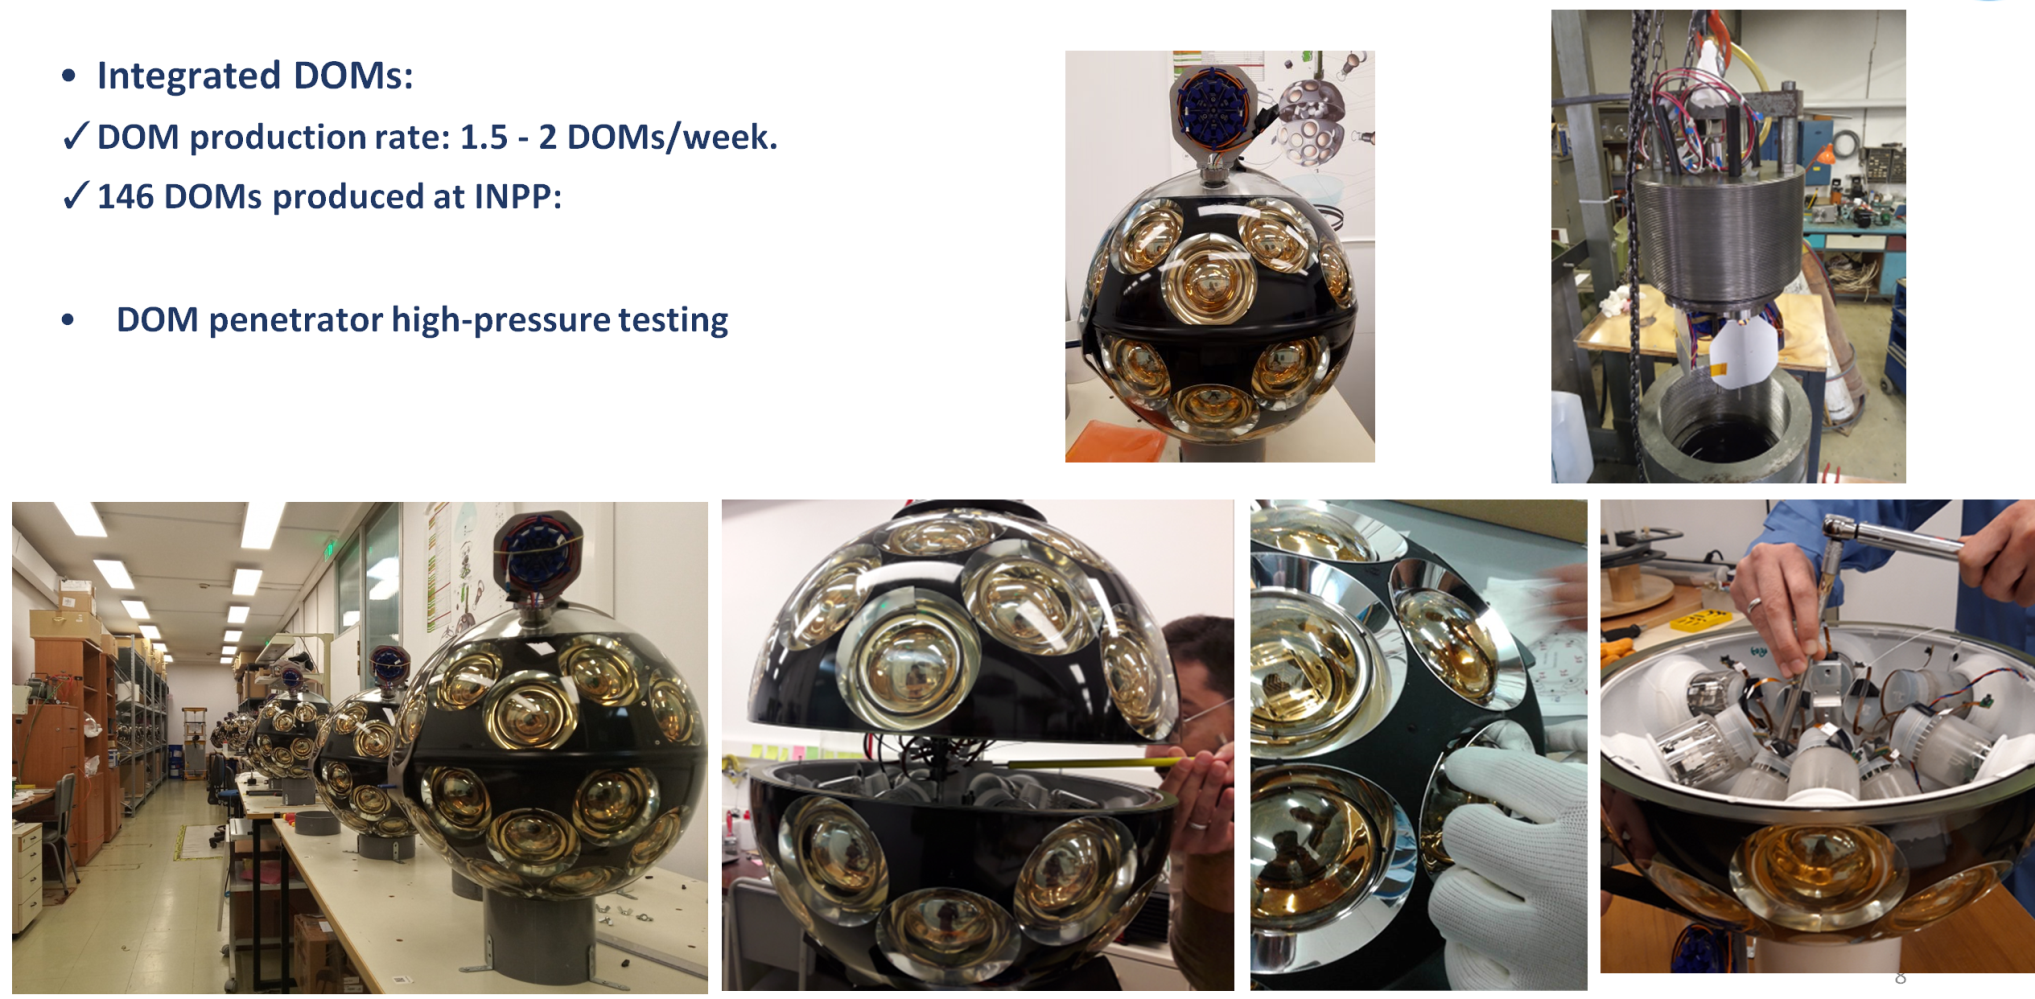 • Integrated DOMs:
✓ DOM production rate: 1.5 - 2 DOMs/week.
✓ 146 DOMs produced at INPP:
• DOM penetrator high-pressure testing
8